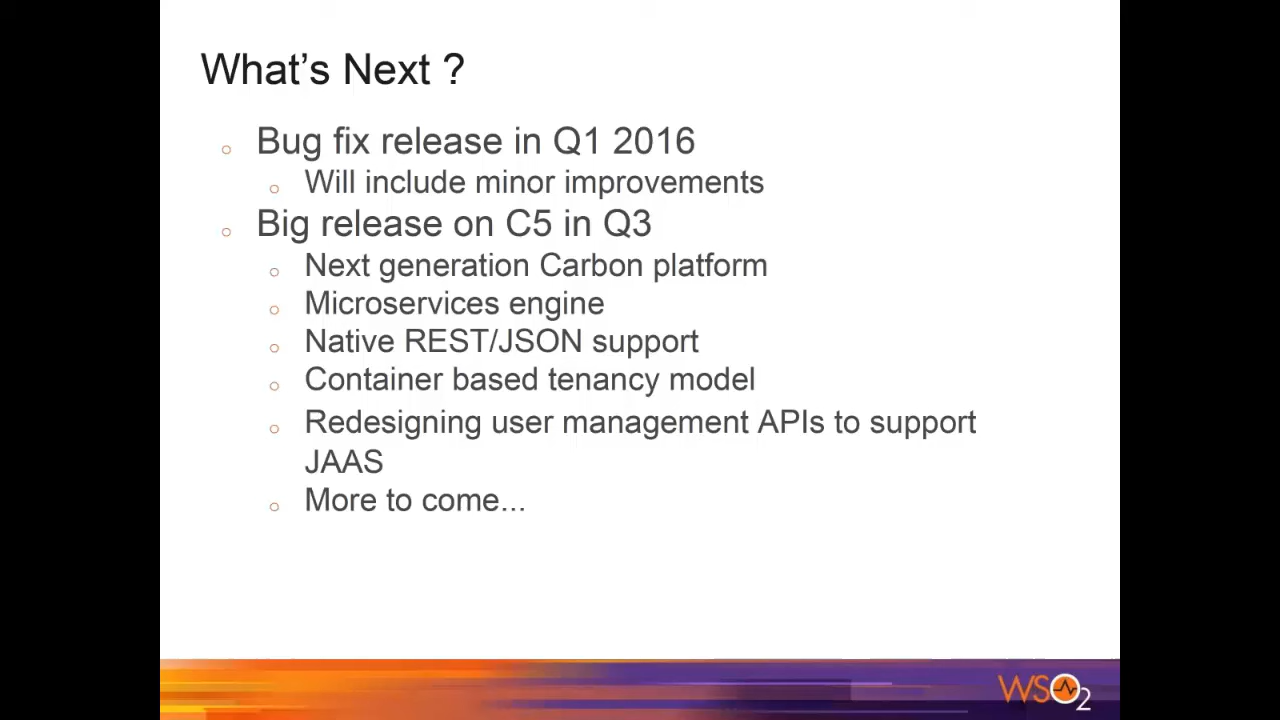 What’s Next ?
Bug fix release in Q1 2016
Will include minor improvements
Big release on C5 in Q3
Next generation Carbon platform
Microservices engine
Native REST/JSON support
Container based tenancy model
Redesigning user management APIs to support
JAAS
More to come...
WSO2